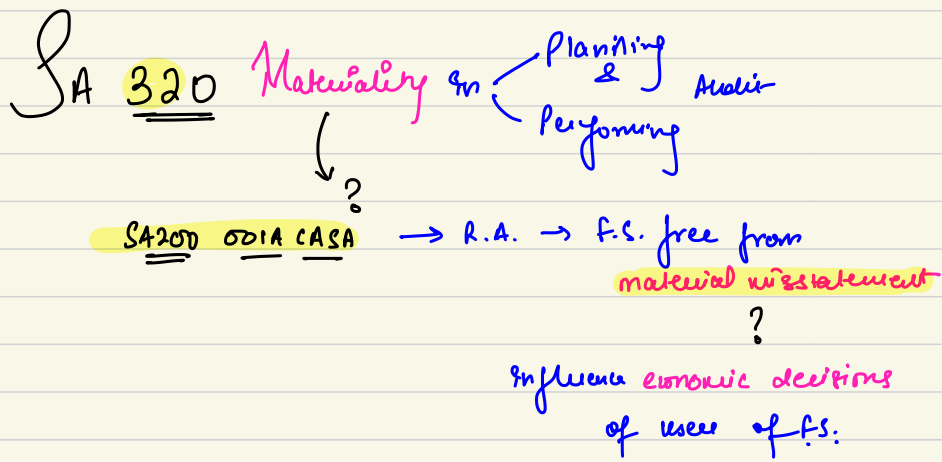 SA 320 Materiality in Planning & Performing Audit
?
SA200 OOIA CASA → R.A. → F.S. free from
material misstatement
?
Influence economic decisions
of users of F.S.